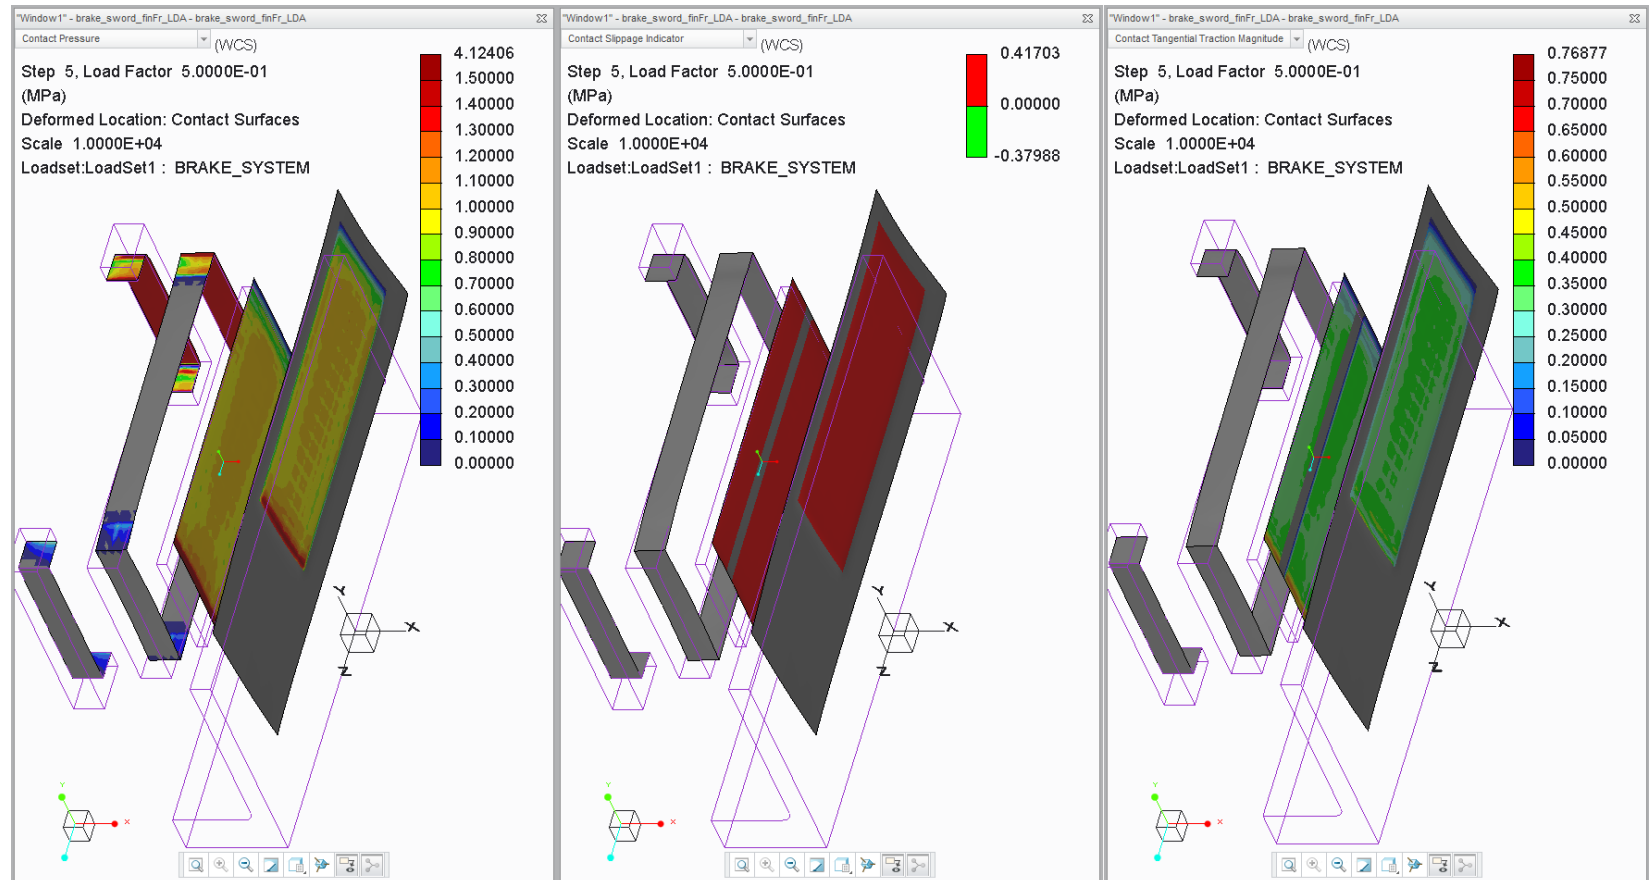 "Window1" - brake_sword_finFr_LDA - brake_sword_finFr_LDA
Contact Pressure
(WCS)
Step 5, Load Factor 5.0000E-01
(MPa)
Deformed Location: Contact Surfaces
Scale 1.0000E+04
Loadset:LoadSet1 : BRAKE_SYSTEM
4.12406
1.50000
1.40000
1.30000
1.20000
1.10000
1.00000
0.90000
0.80000
0.70000
0.60000
0.50000
0.40000
0.30000
0.20000
0.10000
0.00000
Y
X
Z
Y
X
"Window1" - brake_sword_finFr_LDA - brake_sword_finFr_LDA
Contact Slippage Indicator
(WCS)
Step 5, Load Factor 5.0000E-01
(MPa)
Deformed Location: Contact Surfaces
Scale 1.0000E+04
Loadset:LoadSet1 : BRAKE_SYSTEM
0.41703
0.00000
-0.37988
Y
X
Z
Y
X
"Window1" - brake_sword_finFr_LDA - brake_sword_finFr_LDA
Contact Tangential Traction Magnitude
(WCS)
Step 5, Load Factor 5.0000E-01
(MPa)
Deformed Location: Contact Surfaces
Scale 1.0000E+04
Loadset:LoadSet1 : BRAKE_SYSTEM
0.76877
0.75000
0.70000
0.65000
0.60000
0.55000
0.50000
0.45000
0.40000
0.35000
0.30000
0.25000
0.20000
0.15000
0.10000
0.05000
0.00000
Y
X
Z
Y
X